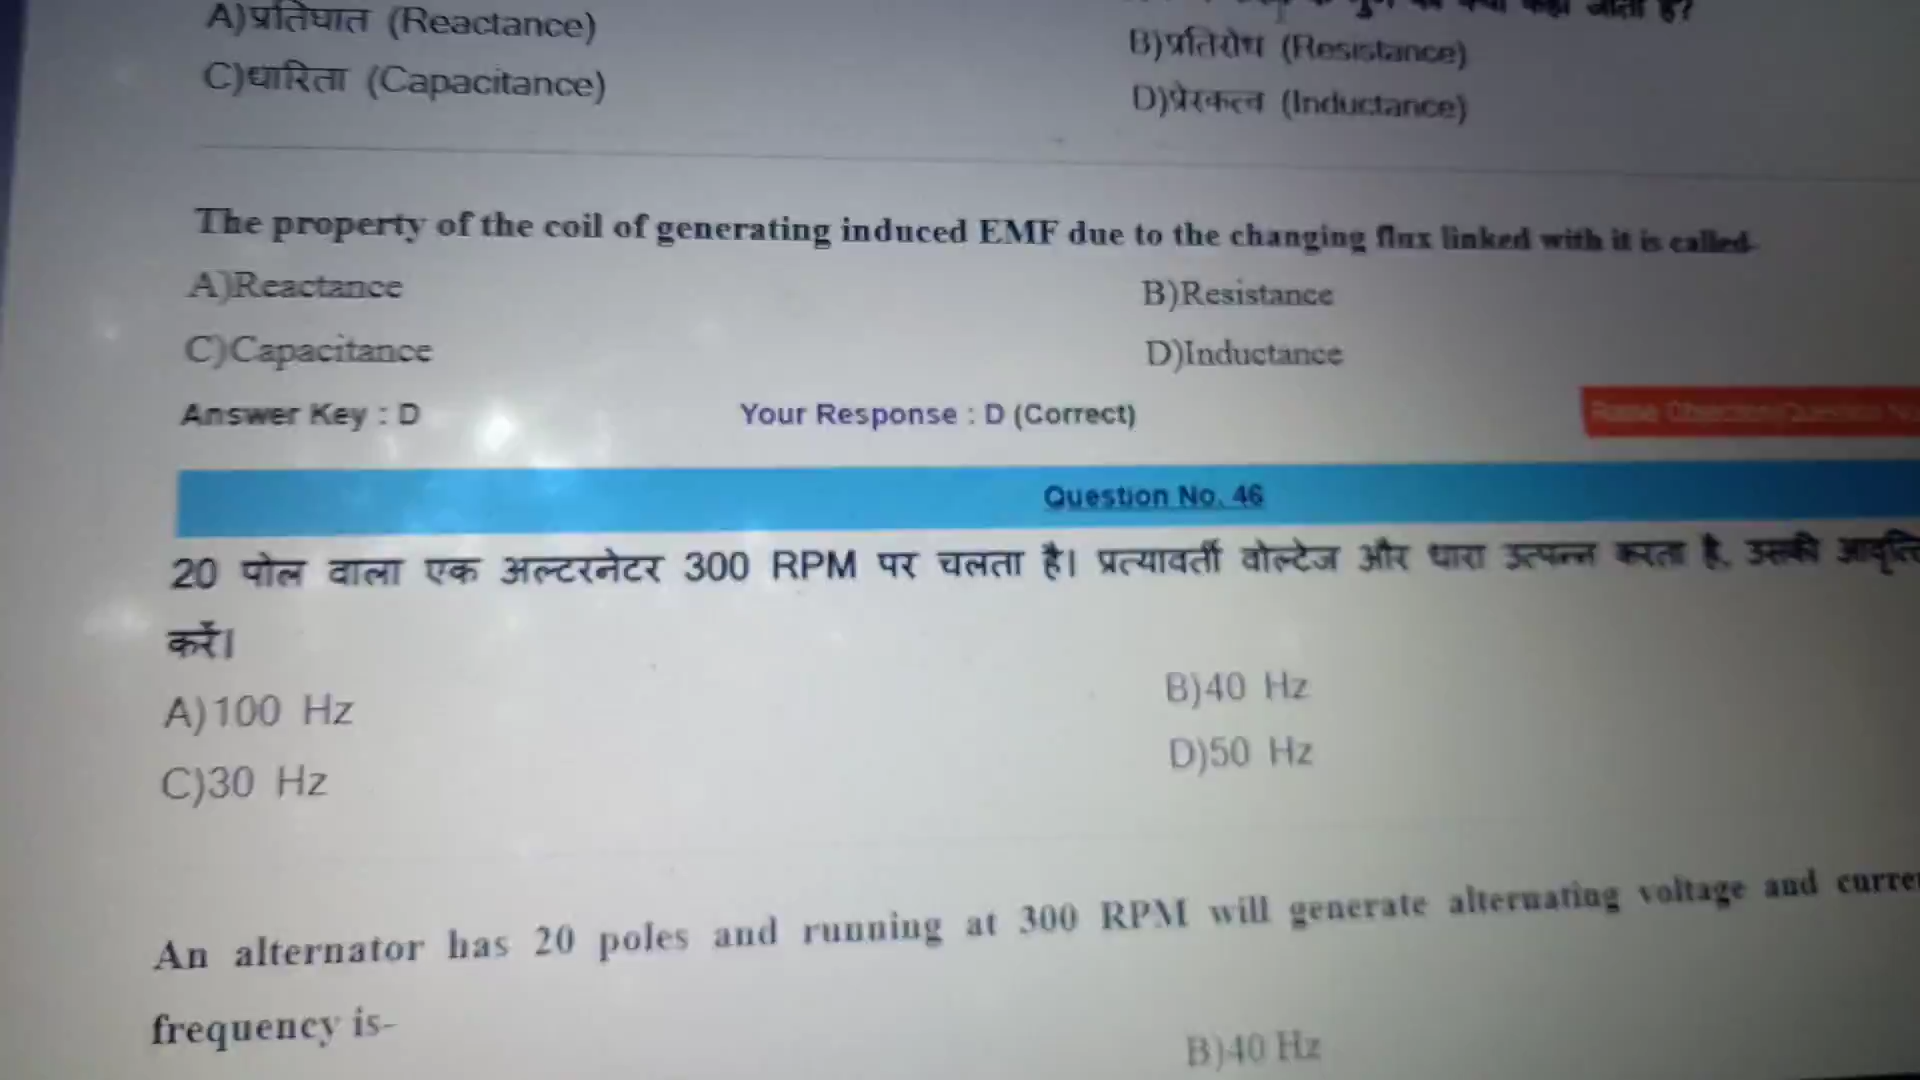 A)प्रतिघात (Reactance)
B)प्रतिरोध (Resistance)
C)धारिता (Capacitance)
D)प्रेरकत्व (Inductance)
The property of the coil of generating induced EMF due to the changing flux linked with it is called-
A)Reactance
B)Resistance
C)Capacitance
D)Inductance
Answer Key : D
Your Response : D (Correct)
Question No. 46
20 पोल वाला एक अल्टरनेटर 300 RPM पर चलता है। प्रत्यावर्ती वोल्टेज और धारा उत्पन्न करता है, उसकी
करें।
A)100 Hz
B)40 Hz
C)30 Hz
D)50 Hz
An alternator has 20 poles and running at 300 RPM will generate alternating voltage and
frequency is-
B)40 Hz